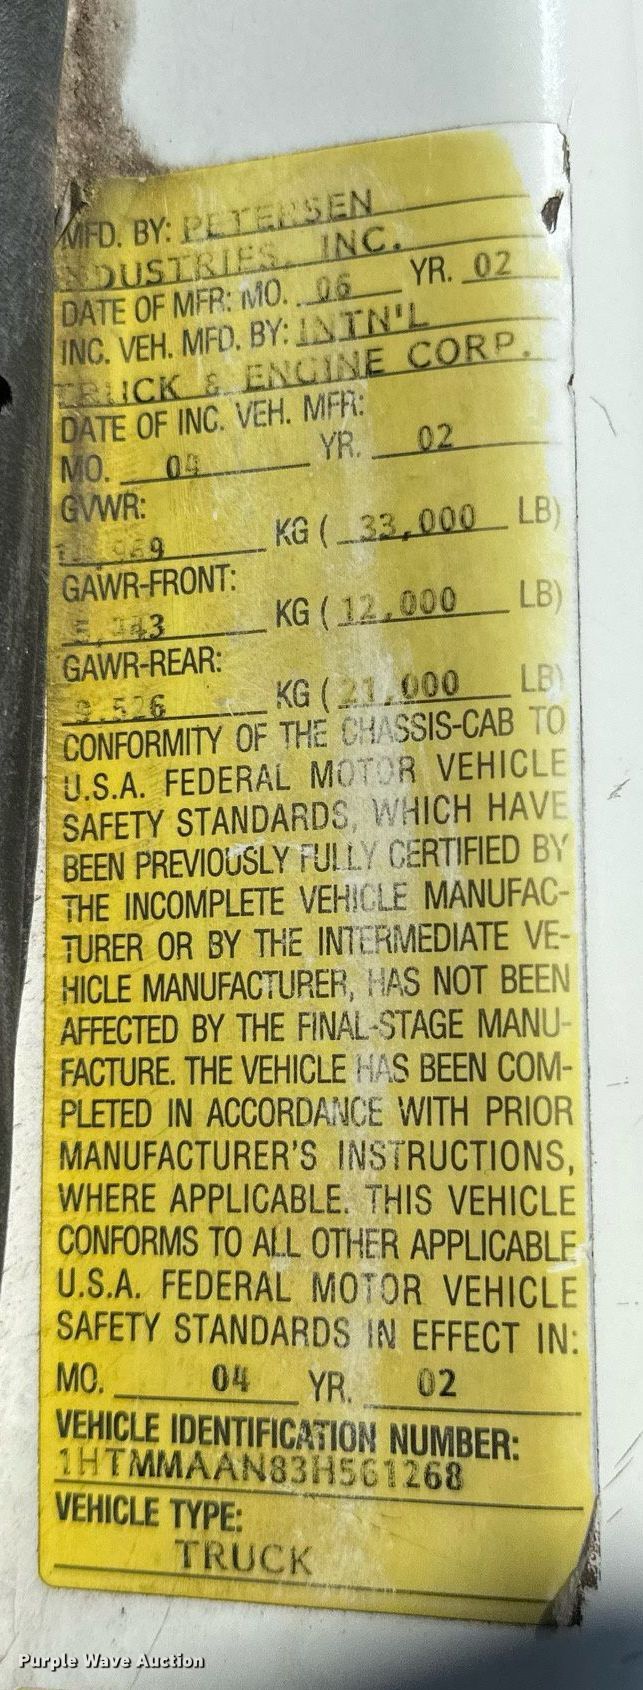 MFD. BY: PETERSEN
INDUSTRIES, INC.
DATE OF MFR: MO. 06 YR. 02
INC. VEH. MFD. BY: INTN'L
TRUCK & ENGINE CORP.
DATE OF INC. VEH. MFR:
MO. 04 YR. 02
GVWR:
KG ( 33,000 LB)
GAWR-FRONT:
KG ( 12,000 LB)
GAWR-REAR:
9.526 KG ( 21,000 LB)
CONFORMITY OF THE CHASSIS-CAB TO
U.S.A. FEDERAL MOTOR VEHICLE
SAFETY STANDARDS, WHICH HAVE
BEEN PREVIOUSLY FULLY CERTIFIED BY
THE INCOMPLETE VEHICLE MANUFAC-
TURER OR BY THE INTERMEDIATE VE-
HICLE MANUFACTURER, HAS NOT BEEN
AFFECTED BY THE FINAL-STAGE MANU-
FACTURE. THE VEHICLE HAS BEEN COM-
PLETED IN ACCORDANCE WITH PRIOR
MANUFACTURER'S INSTRUCTIONS,
WHERE APPLICABLE. THIS VEHICLE
CONFORMS TO ALL OTHER APPLICABLE
U.S.A. FEDERAL MOTOR VEHICLE
SAFETY STANDARDS IN EFFECT IN:
MO. 04 YR. 02
VEHICLE IDENTIFICATION NUMBER:
1HTMMAAN83H561268
VEHICLE TYPE:
TRUCK
Purple Wave Auction